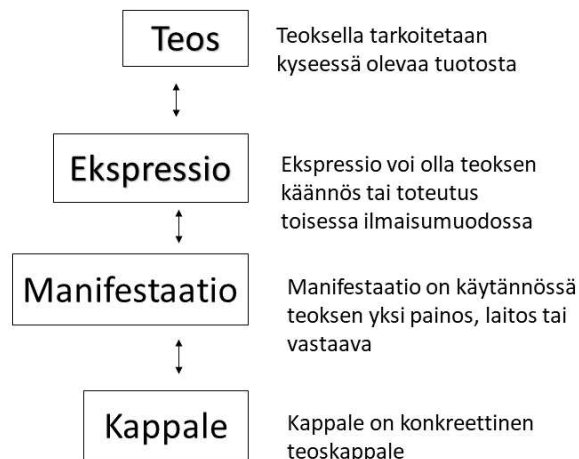 Teos
Teoksella tarkoitetaan
kyseessä olevaa tuotosta
Ekspressio
Ekspressio voi olla teoksen
käännös tai toteutus
toisessa ilmaisumuodossa
Manifestaatio
Manifestaatio on käytännössä
teoksen yksi painos, laitos tai
vastaava
Kappale
Kappale on konkreettinen
teoskappale